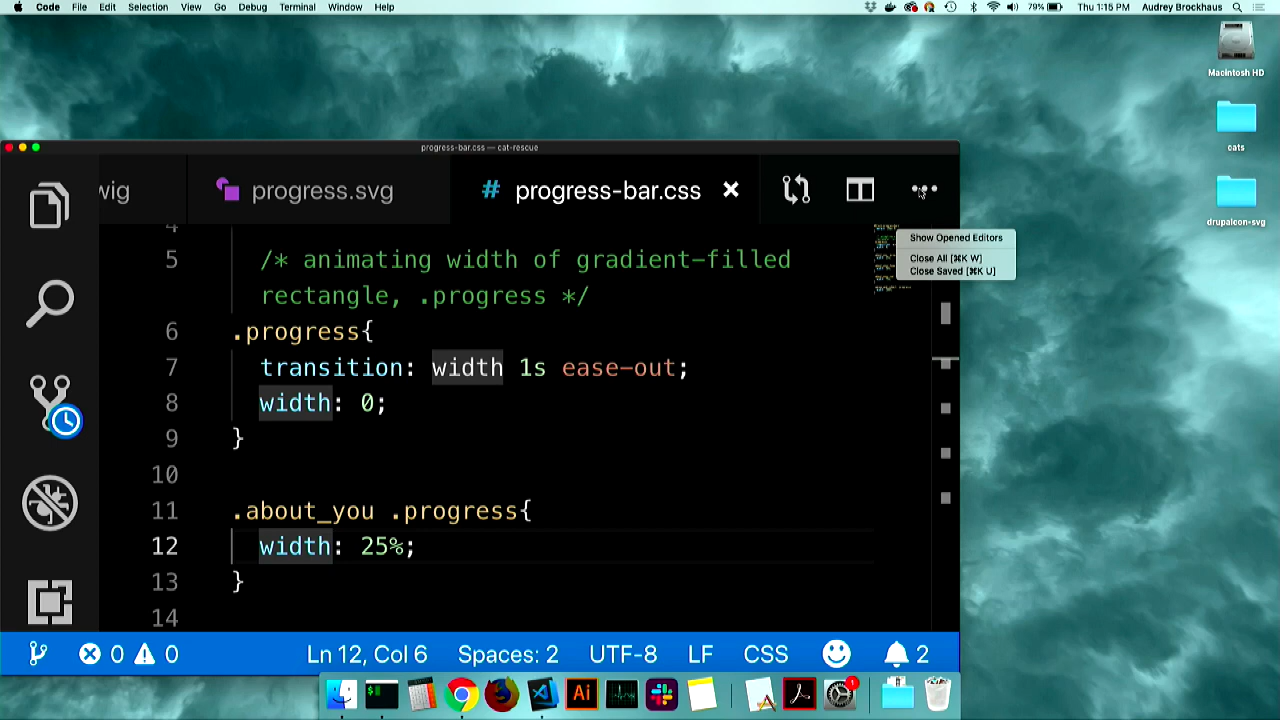 Code File Edit Selection View Go Debug Terminal Window Help 79% Thu 1:15 PM Audrey Brockhaus
Macintosh HD
cats
drupalcon-svg
progress-bar.css — cat-rescue
wig progress.svg # progress-bar.css
Show Opened Editors
Close All [⌘K W]
Close Saved [⌘K U]
4
5 /* animating width of gradient-filled
rectangle, .progress */
6 .progress{
7 transition: width 1s ease-out;
8 width: 0;
9 }
10
11 .about_you .progress{
12 width: 25%;
13 }
14
0 0 Ln 12, Col 6 Spaces: 2 UTF-8 LF CSS 2
Ai 1